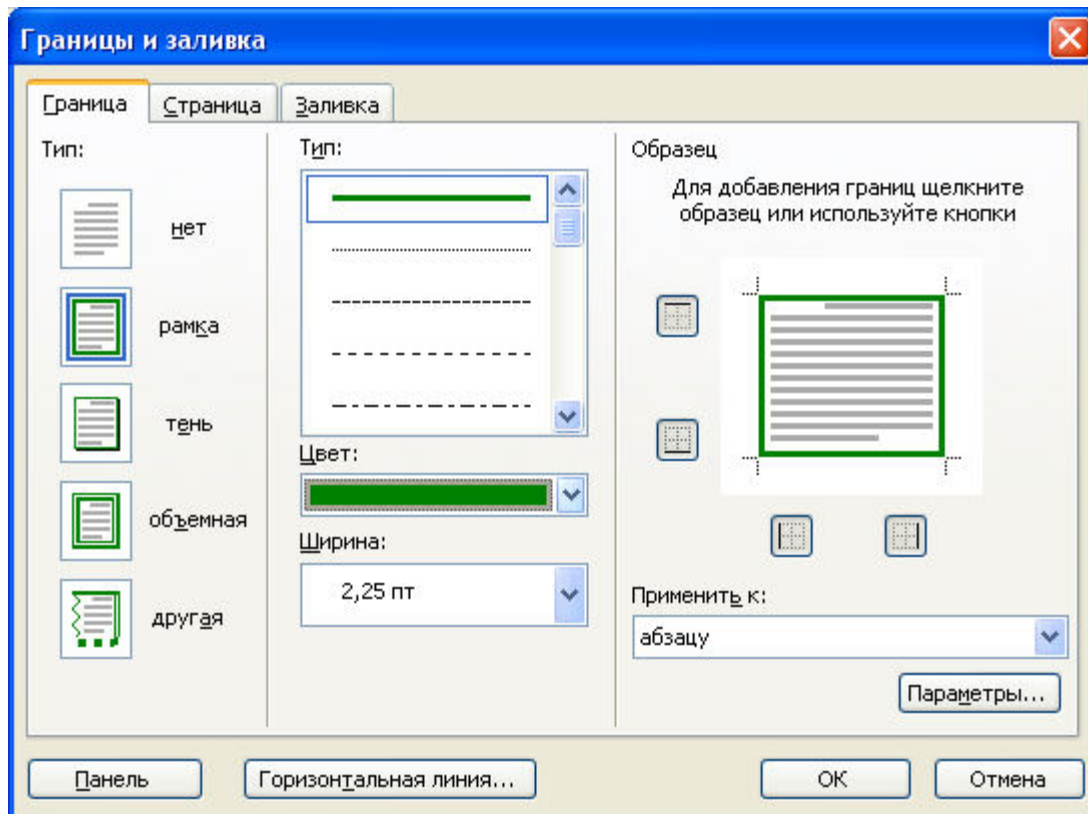 Границы и заливка
Граница
Страница
Заливка
Тип:
нет
рамка
тень
объемная
другая
Тип:
Цвет:
Ширина:
2,25 пт
Образец
Для добавления границ щелкните
образец или используйте кнопки
Применить к:
абзацу
Параметры...
Панель
Горизонтальная линия...
ОК
Отмена